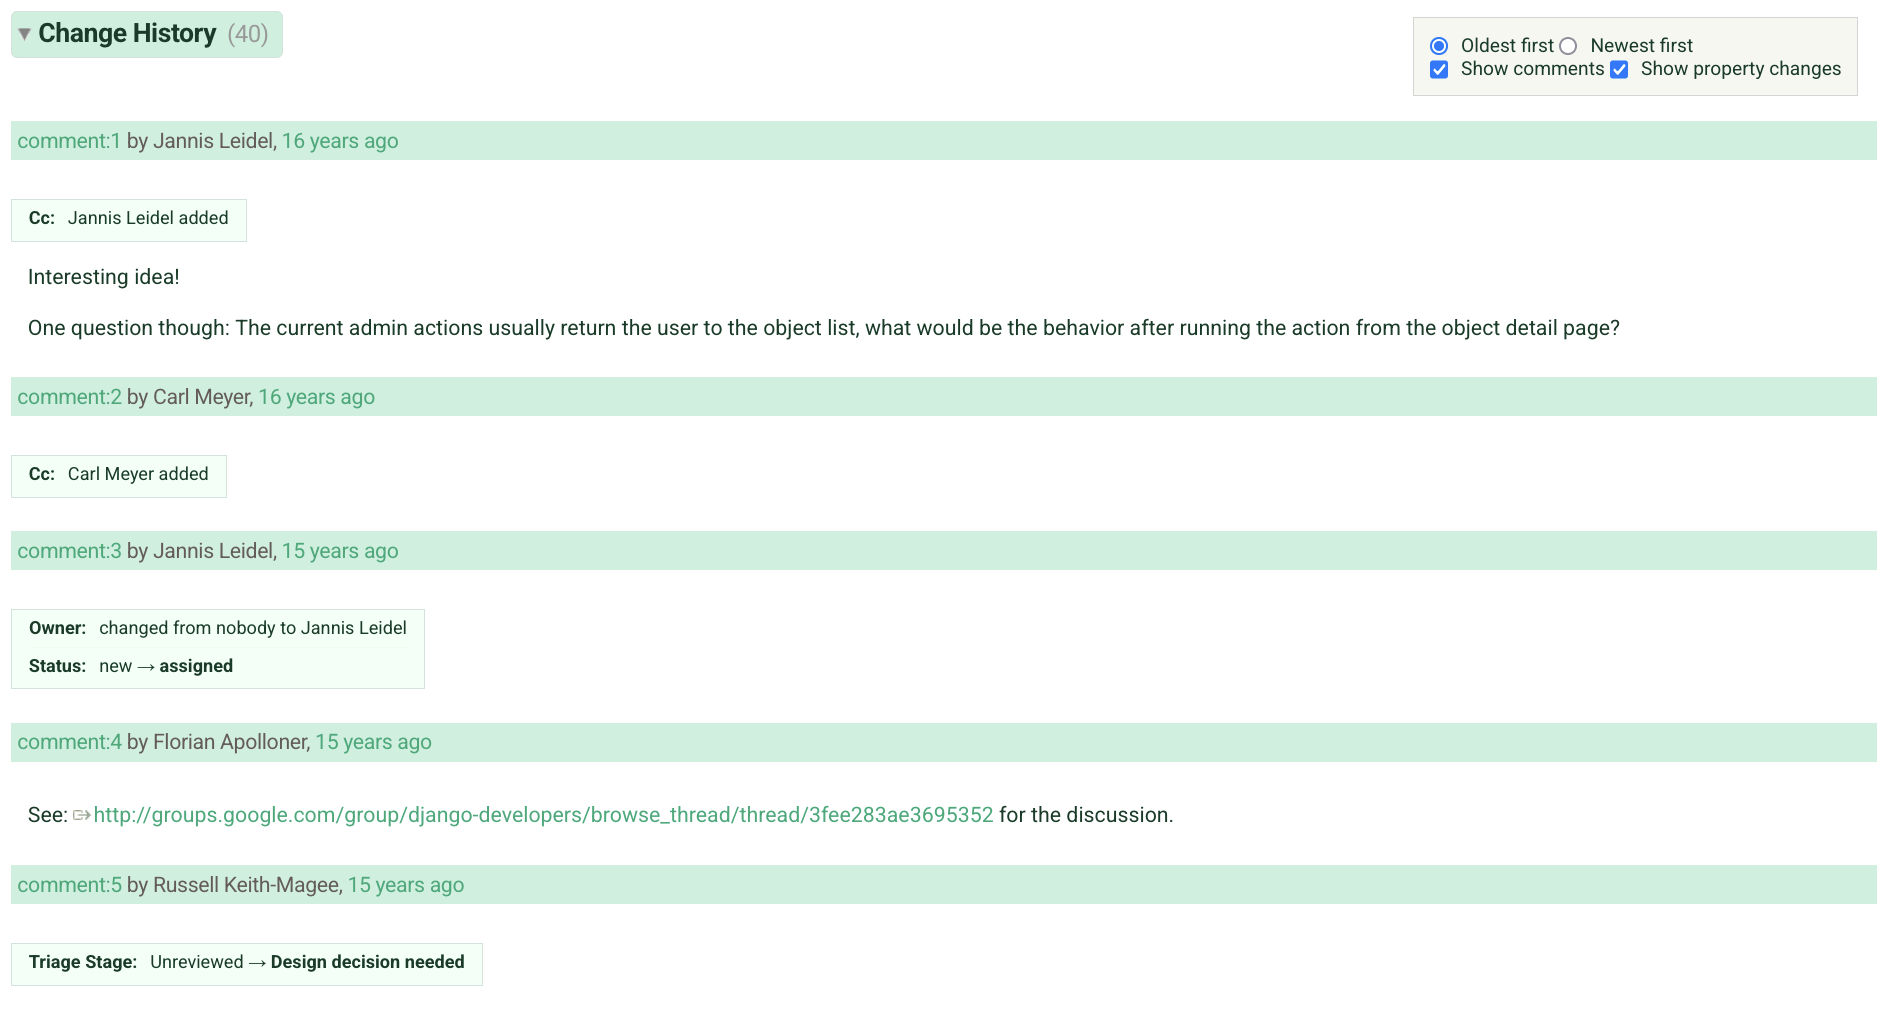 ▼ Change History (40)
Oldest first Newest first
Show comments Show property changes
comment:1 by Jannis Leidel, 16 years ago
Cc: Jannis Leidel added
Interesting idea!
One question though: The current admin actions usually return the user to the object list, what would be the behavior after running the action from the object detail page?
comment:2 by Carl Meyer, 16 years ago
Cc: Carl Meyer added
comment:3 by Jannis Leidel, 15 years ago
Owner: changed from nobody to Jannis Leidel
Status: new → assigned
comment:4 by Florian Apolloner, 15 years ago
See: http://groups.google.com/group/django-developers/browse_thread/thread/3fee283ae3695352 for the discussion.
comment:5 by Russell Keith-Magee, 15 years ago
Triage Stage: Unreviewed → Design decision needed